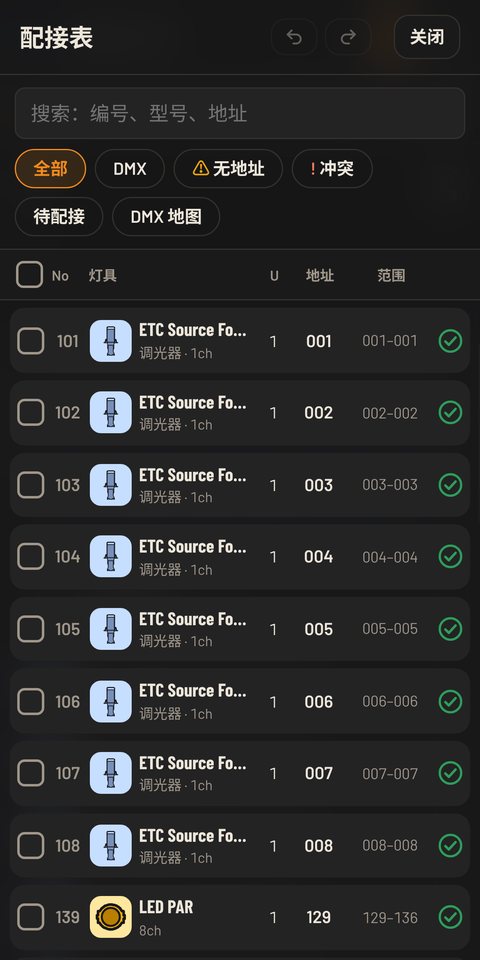 配接表
关闭
搜索：编号、型号、地址
全部 DMX 无地址 ! 冲突
待配接 DMX 地图
No 灯具 U 地址 范围
101 ETC Source Fo... 1 001 001–001
调光器 · 1ch
102 ETC Source Fo... 1 002 002–002
调光器 · 1ch
103 ETC Source Fo... 1 003 003–003
调光器 · 1ch
104 ETC Source Fo... 1 004 004–004
调光器 · 1ch
105 ETC Source Fo... 1 005 005–005
调光器 · 1ch
106 ETC Source Fo... 1 006 006–006
调光器 · 1ch
107 ETC Source Fo... 1 007 007–007
调光器 · 1ch
108 ETC Source Fo... 1 008 008–008
调光器 · 1ch
139 LED PAR 1 129 129–136
8ch